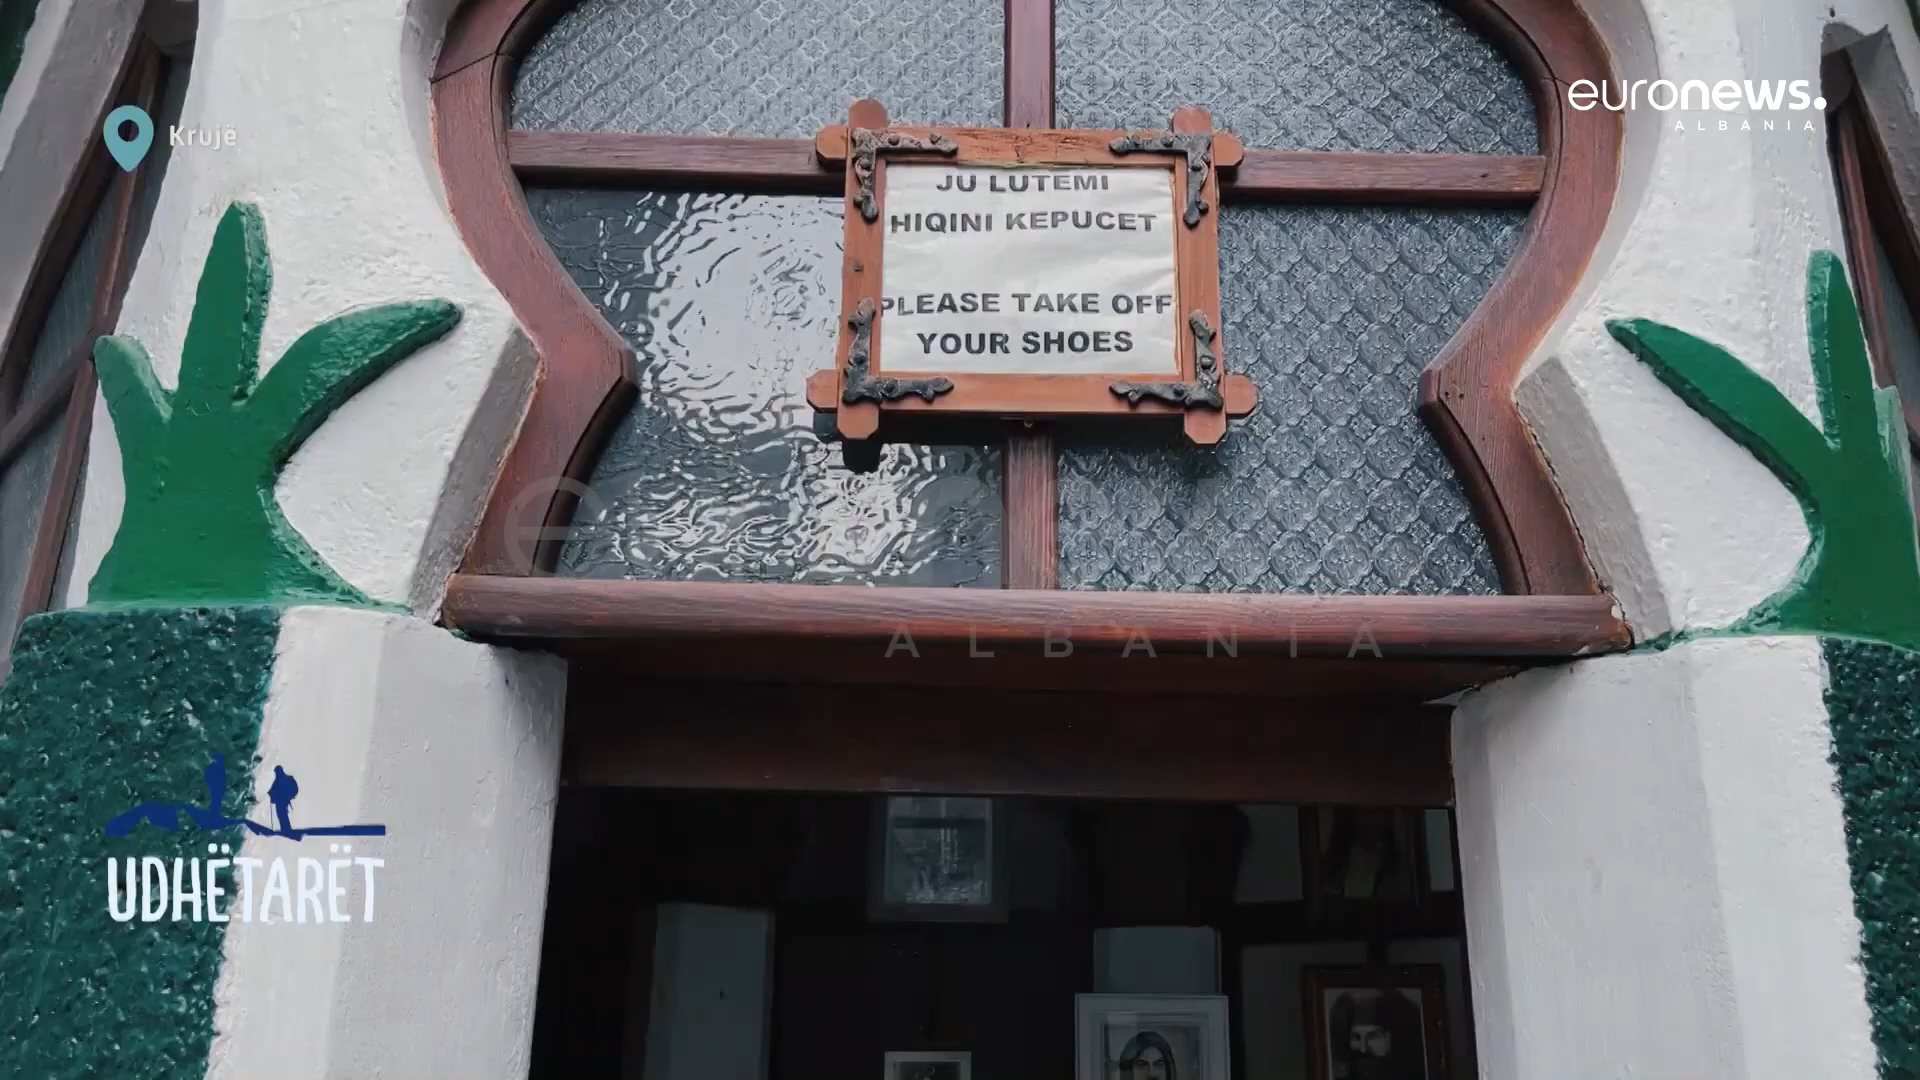 Krujë
euronews.
ALBANIA
JU LUTEMI
HIQINI KEPUCET
PLEASE TAKE OFF
YOUR SHOES
ALBANIA
UDHËTARËT